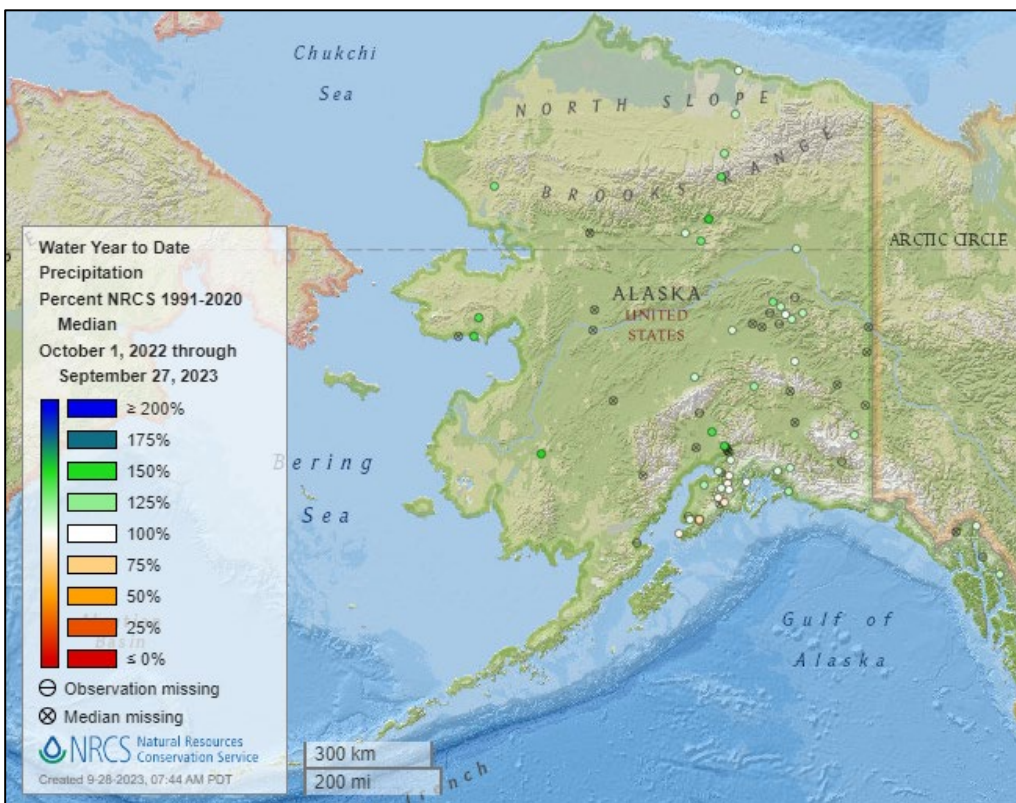 Chukchi
Sea
NORTH SLOPE
BROOKS RANGE
ARCTIC CIRCLE
ALASKA
UNITED
STATES
Bering
Sea
Gulf of
Alaska
Trench
Water Year to Date
Precipitation
Percent NRCS 1991-2020
Median
October 1, 2022 through
September 27, 2023
≥ 200%
175%
150%
125%
100%
75%
50%
25%
≤ 0%
Basin
Observation missing
Median missing
NRCS Natural Resources
Conservation Service
Created 9-28-2023, 07:44 AM PDT
300 km
200 mi